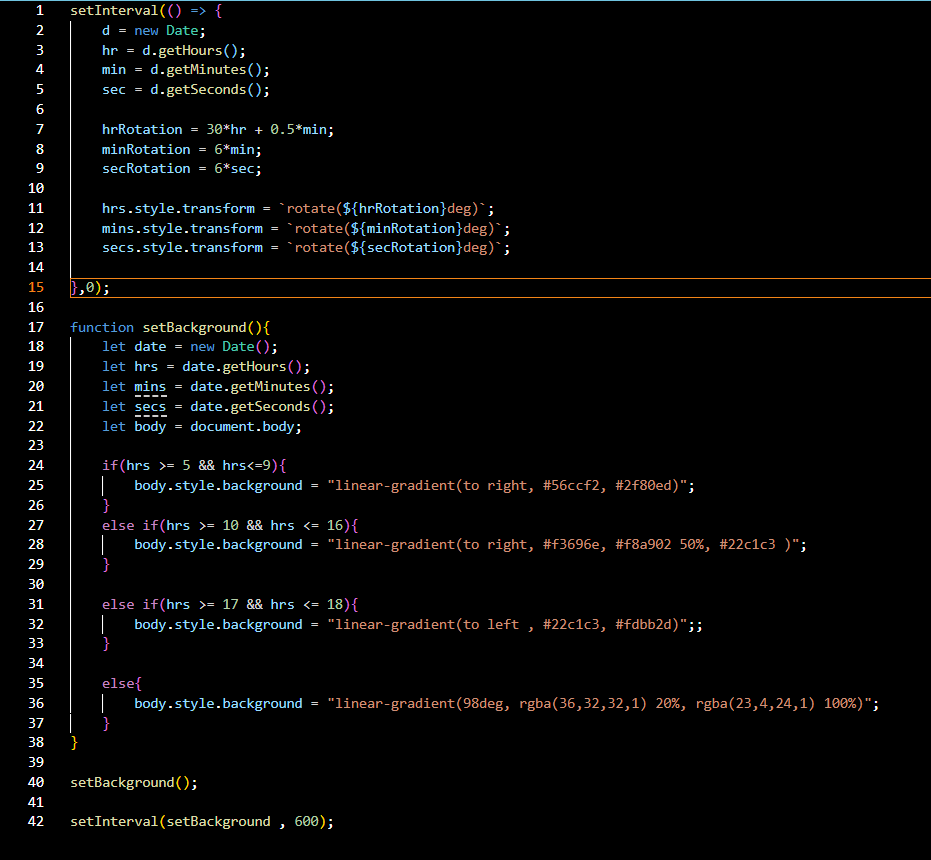 1 setInterval(() => {
2 d = new Date;
3 hr = d.getHours();
4 min = d.getMinutes();
5 sec = d.getSeconds();
6
7 hrRotation = 30*hr + 0.5*min;
8 minRotation = 6*min;
9 secRotation = 6*sec;
10
11 hrs.style.transform = `rotate(${hrRotation}deg)`;
12 mins.style.transform = `rotate(${minRotation}deg)`;
13 secs.style.transform = `rotate(${secRotation}deg)`;
14
15 },0);
16
17 function setBackground(){
18 let date = new Date();
19 let hrs = date.getHours();
20 let mins = date.getMinutes();
21 let secs = date.getSeconds();
22 let body = document.body;
23
24 if(hrs >= 5 && hrs<=9){
25 body.style.background = "linear-gradient(to right, #56ccf2, #2f80ed)";
26 }
27 else if(hrs >= 10 && hrs <= 16){
28 body.style.background = "linear-gradient(to right, #f3696e, #f8a902 50%, #22c1c3 )";
29 }
30
31 else if(hrs >= 17 && hrs <= 18){
32 body.style.background = "linear-gradient(to left , #22c1c3, #fdbb2d)";;
33 }
34
35 else{
36 body.style.background = "linear-gradient(98deg, rgba(36,32,32,1) 20%, rgba(23,4,24,1) 100%)";
37 }
38 }
39
40 setBackground();
41
42 setInterval(setBackground , 600);